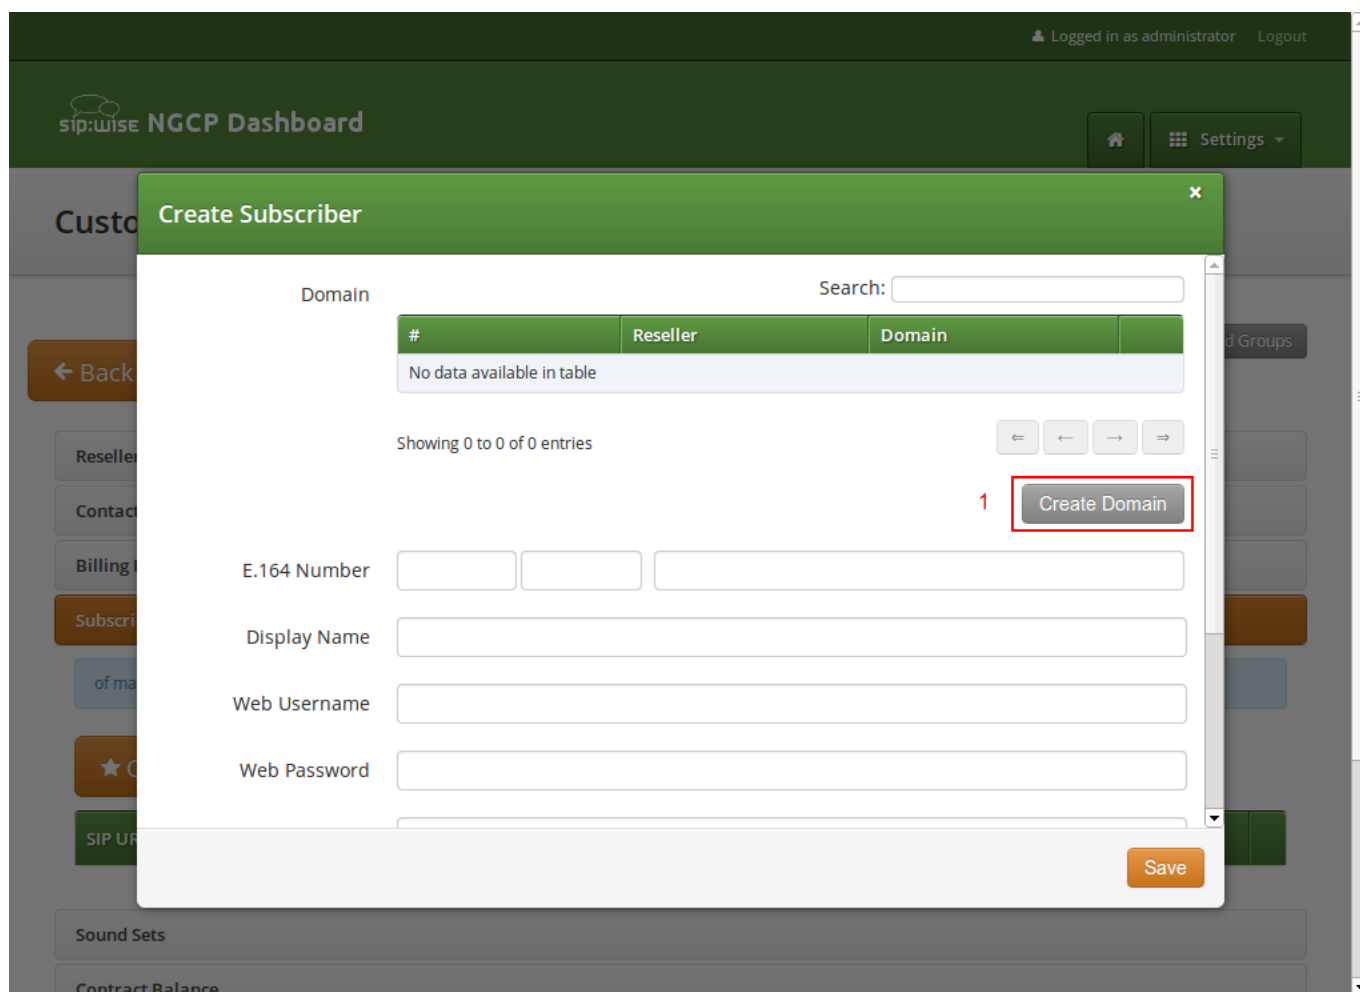 Logged in as administrator Logout
sip:wise NGCP Dashboard
Settings
Custo
Create Subscriber
×
Domain
Search:
# Reseller Domain
No data available in table
d Groups
Back
Showing 0 to 0 of 0 entries
⇐ ← → ⇒
Reseller
1 Create Domain
Contact
Billing
E.164 Number
Subscri
Display Name
of ma
Web Username
Web Password
SIP UR
Save
Sound Sets
Contract Balance